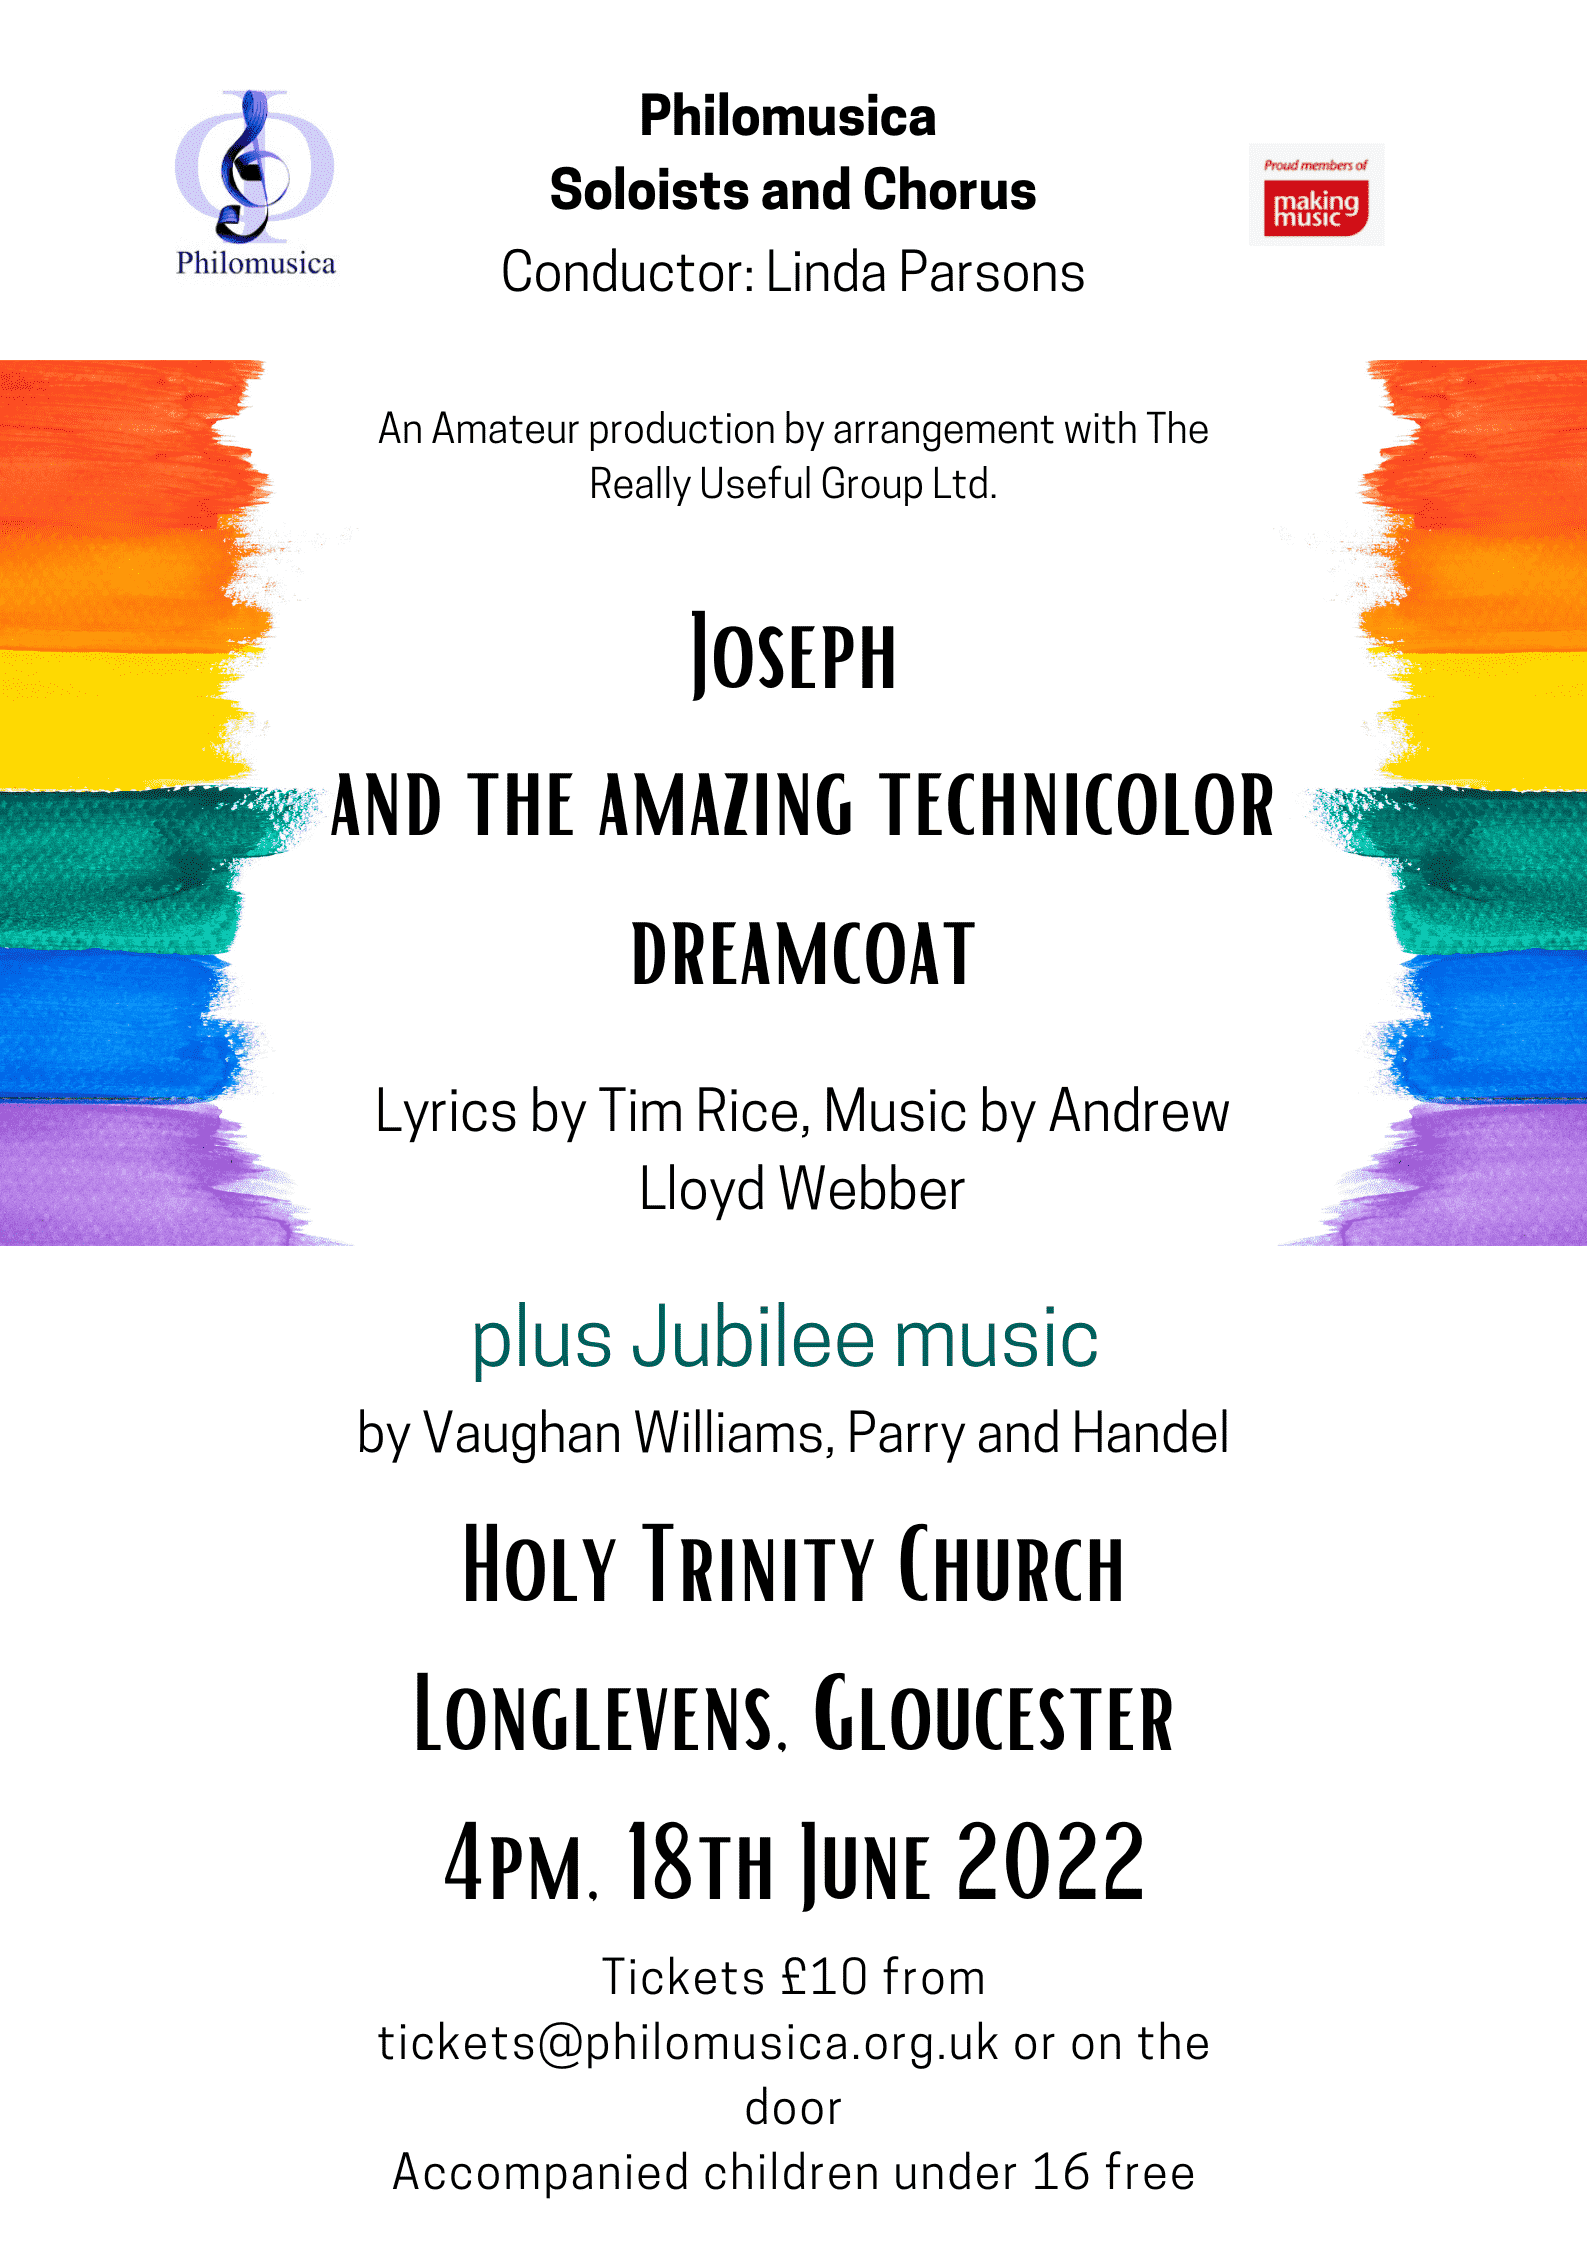 Philomusica
Soloists and Chorus
Conductor: Linda Parsons
Philomusica
Proud members of
making
music
An Amateur production by arrangement with The
Really Useful Group Ltd.
Joseph
and the amazing technicolor
dreamcoat
Lyrics by Tim Rice, Music by Andrew
Lloyd Webber
plus Jubilee music
by Vaughan Williams, Parry and Handel
Holy Trinity Church
Longlevens, Gloucester
4pm, 18th June 2022
Tickets £10 from
tickets@philomusica.org.uk or on the
door
Accompanied children under 16 free